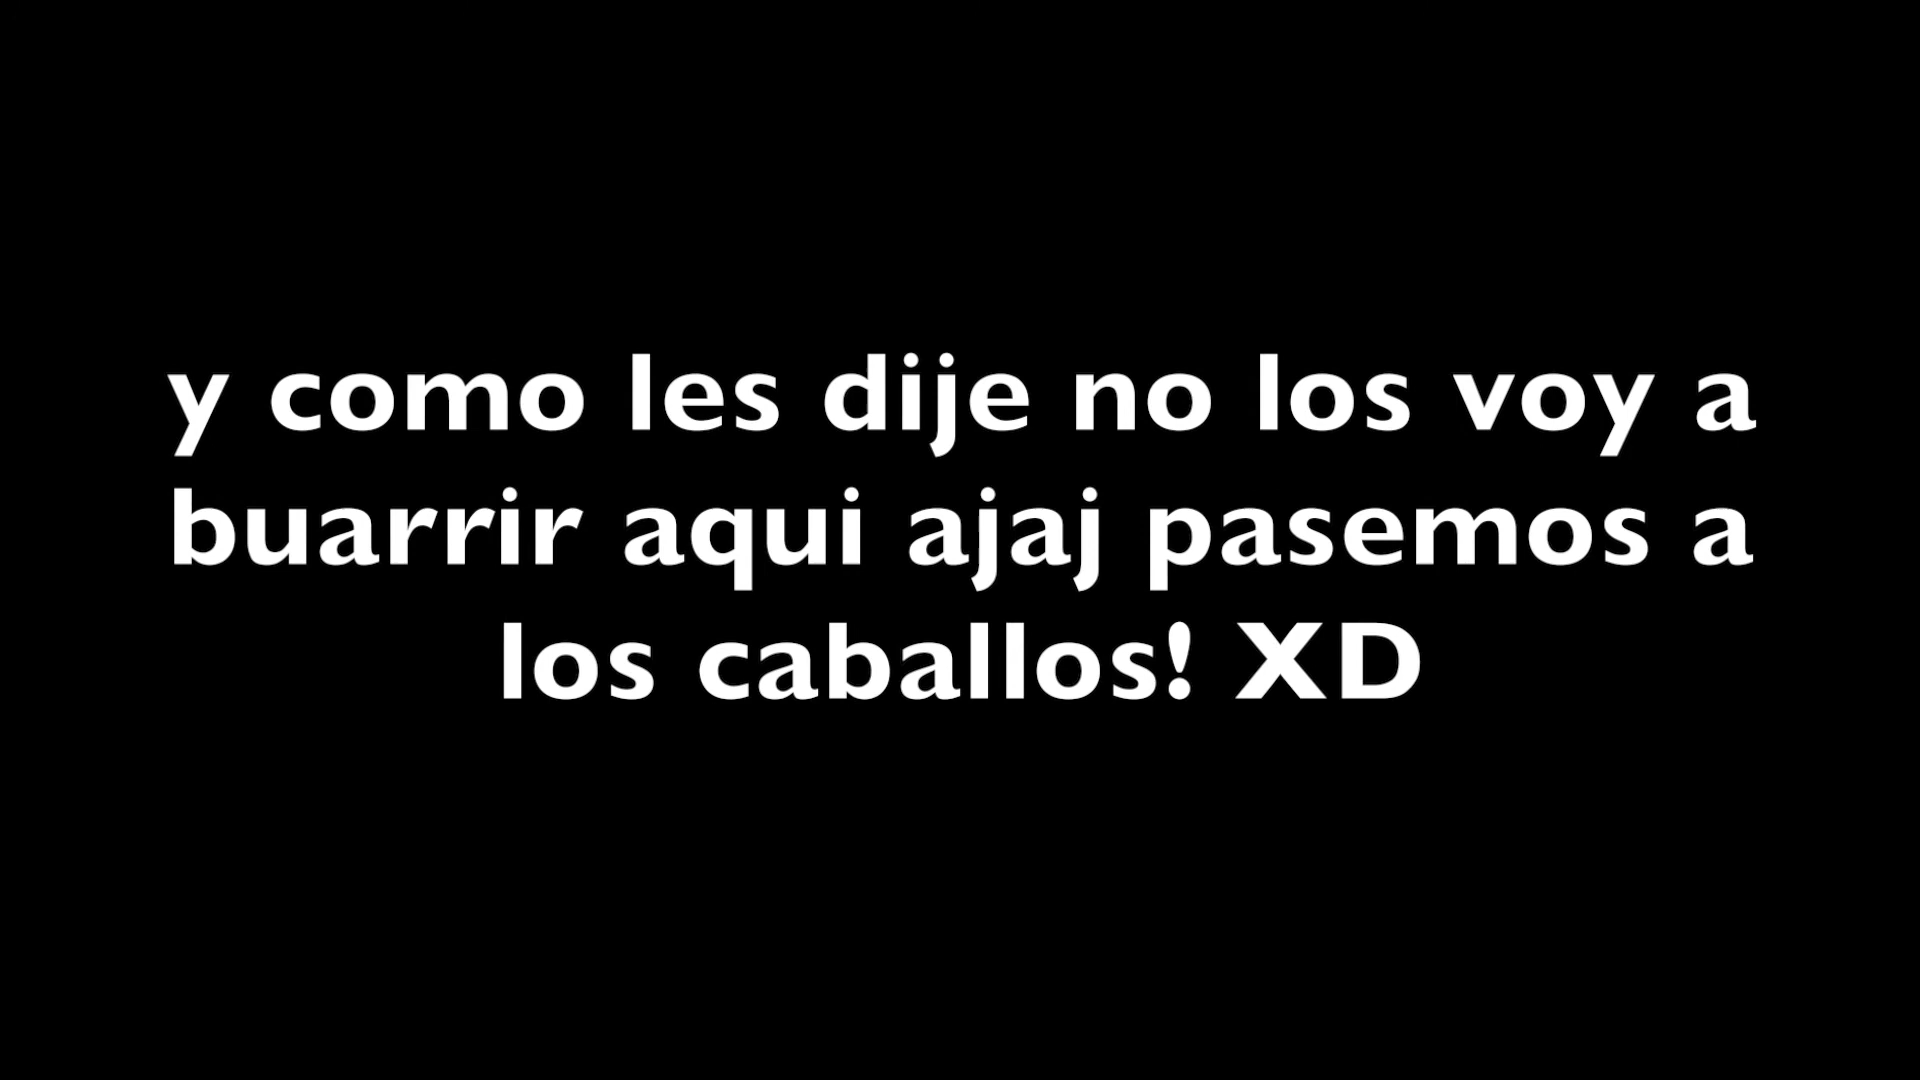 y como les dije no los voy a
buarrir aqui ajaj pasemos a
los caballos! XD